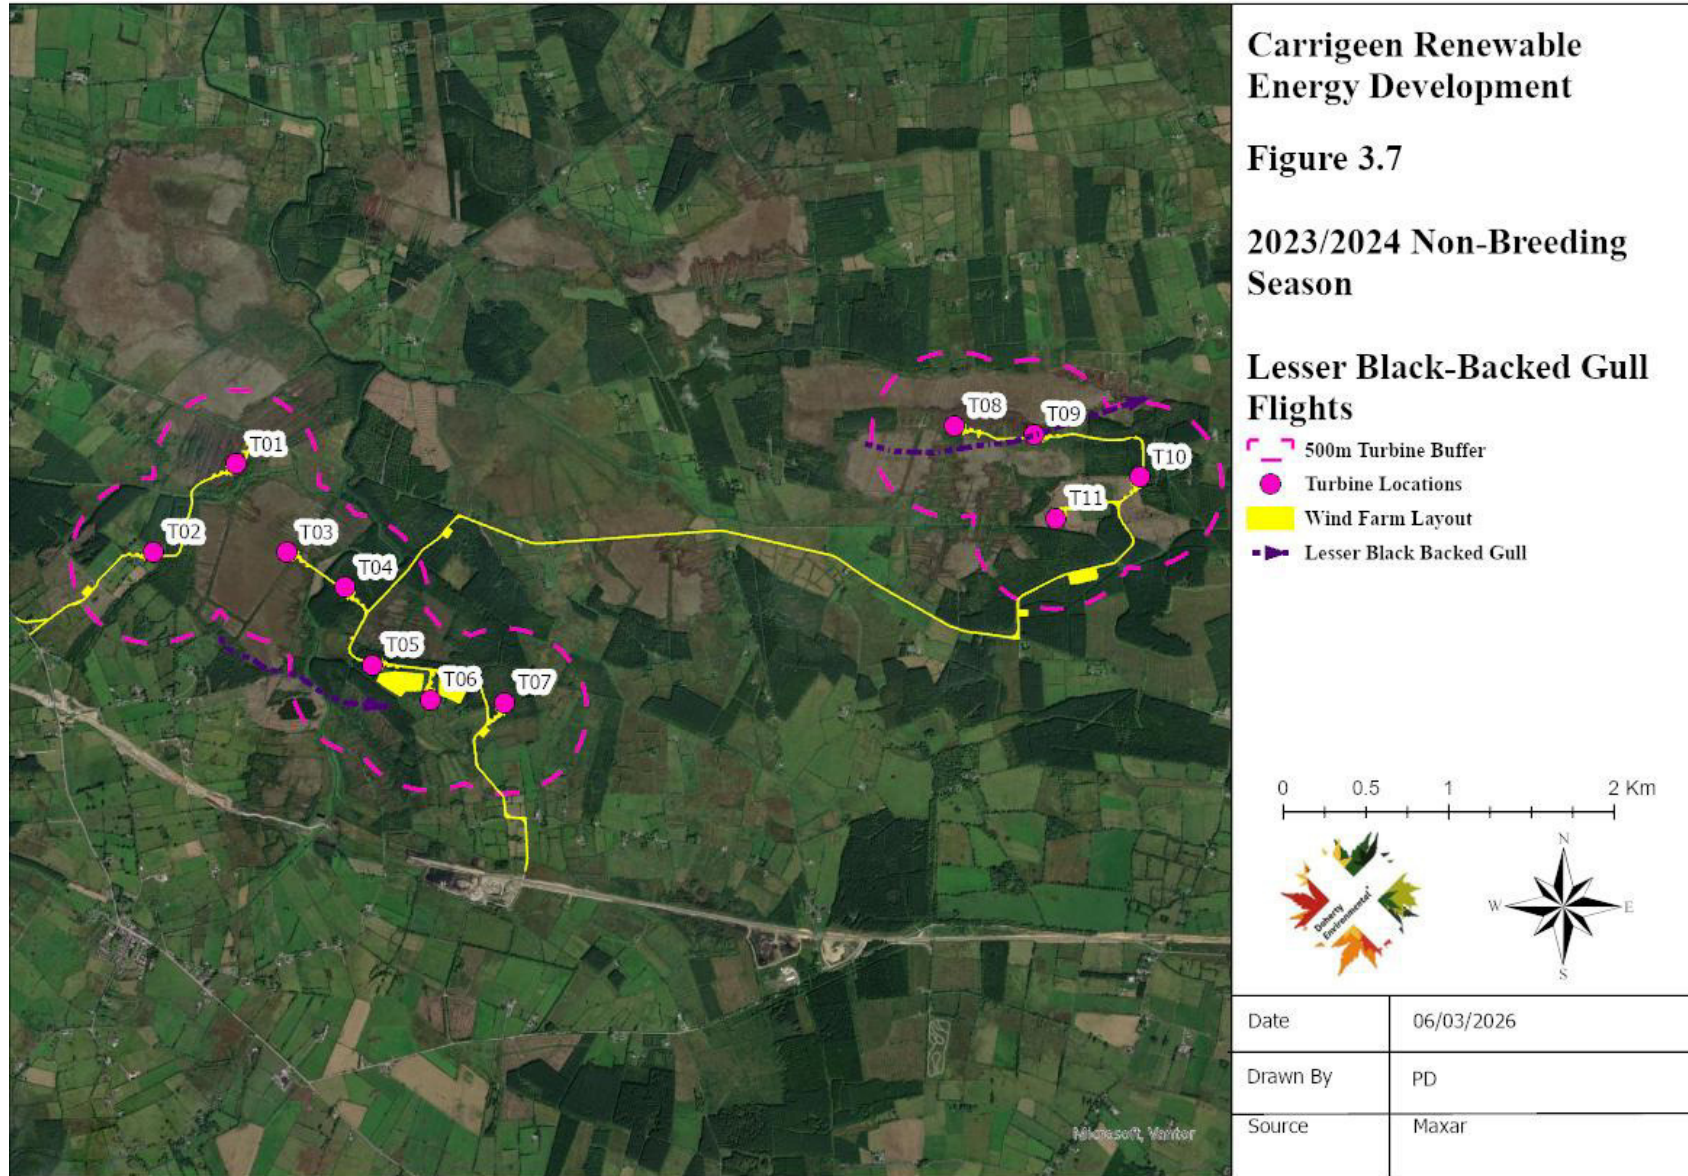 Carrigeen Renewable
Energy Development
Figure 3.7
2023/2024 Non-Breeding
Season
Lesser Black-Backed Gull
Flights
500m Turbine Buffer
Turbine Locations
Wind Farm Layout
Lesser Black Backed Gull
0 0.5 1 2 Km
Doherty
Environmental
N
W E
S
Date 06/03/2026
Drawn By PD
Source Maxar
T08
T09
T01
T10
T11
T02
T03
T04
T05
T06
T07
Microsoft, Vantor